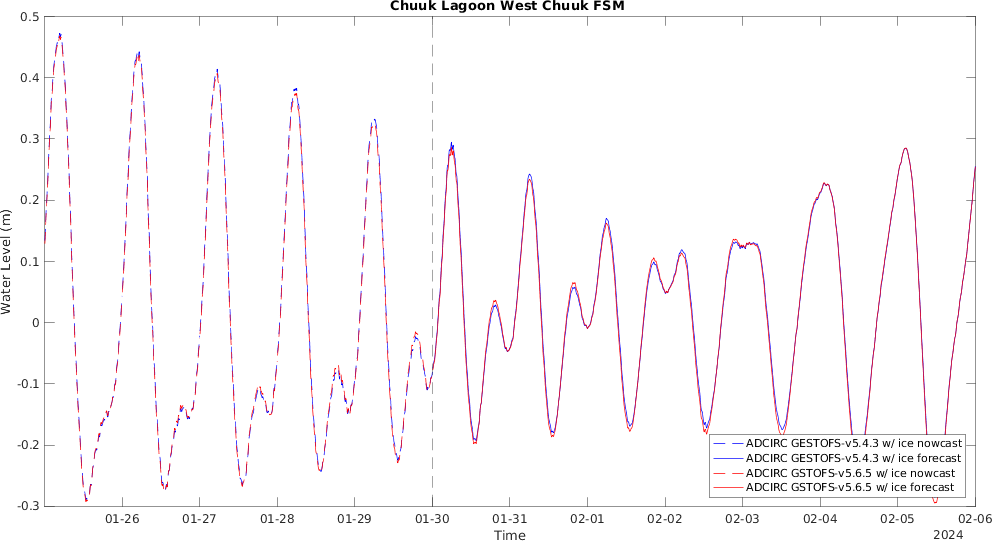 Chuuk Lagoon West Chuuk FSM
0.5
0.4
0.3
0.2
0.1
0
-0.1
-0.2
-0.3
Water Level (m)
01-26 01-27 01-28 01-29 01-30 01-31 02-01 02-02 02-03 02-04 02-05 02-06
Time
2024
ADCIRC GESTOFS-v5.4.3 w/ ice nowcast
ADCIRC GESTOFS-v5.4.3 w/ ice forecast
ADCIRC GSTOFS-v5.6.5 w/ ice nowcast
ADCIRC GSTOFS-v5.6.5 w/ ice forecast